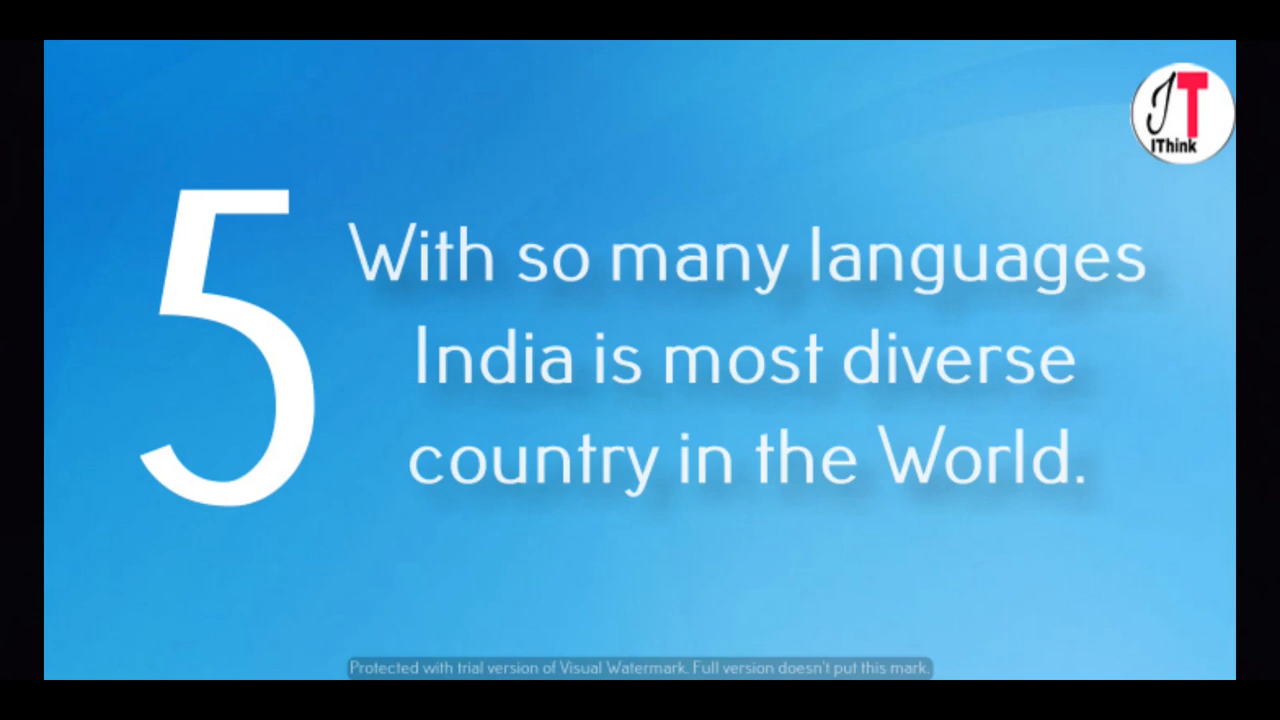 IT
IThink
5
With so many languages
India is most diverse
country in the World.
Protected with trial version of Visual Watermark. Full version doesn't put this mark.